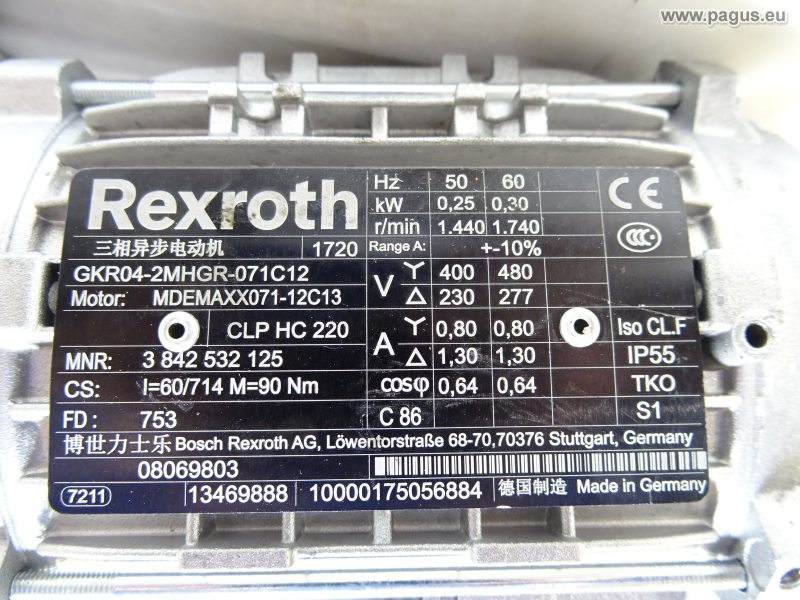 www.pagus.eu
Rexroth
Hz 50 60
kW 0,25 0,30
r/min 1.440 1.740
三相异步电动机 1720 Range A: +-10%
CE
CCC
GKR04-2MHGR-071C12
V Y 400 480
Motor: MDEMAXX071-12C13
△ 230 277
CLP HC 220
A Y 0,80 0,80 Iso CL.F
MNR: 3 842 532 125
△ 1,30 1,30 IP55
CS: I=60/714 M=90 Nm cosφ 0,64 0,64 TKO
FD: 753 C 86 S1
博世力士乐 Bosch Rexroth AG, Löwentorstraße 68-70,70376 Stuttgart, Germany
08069803
7211 13469888 10000175056884 德国制造 Made in Germany